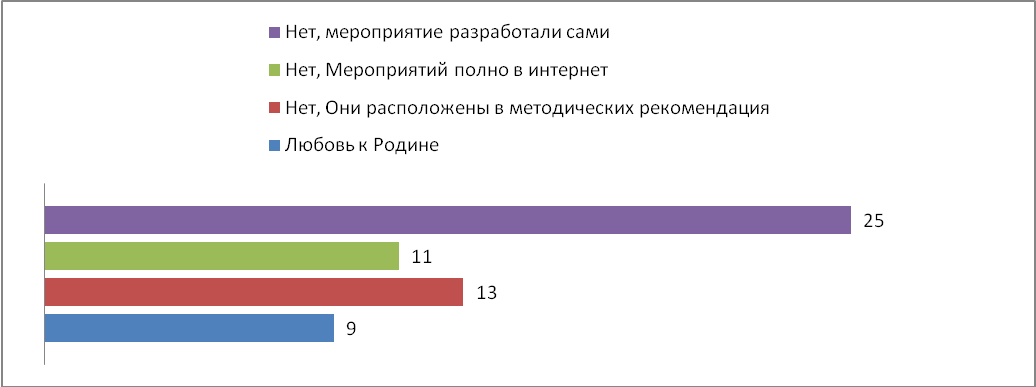 Нет, мероприятие разработали сами
Нет, Мероприятий полно в интернет
Нет, Они расположены в методических рекомендация
Любовь к Родине
25
11
13
9